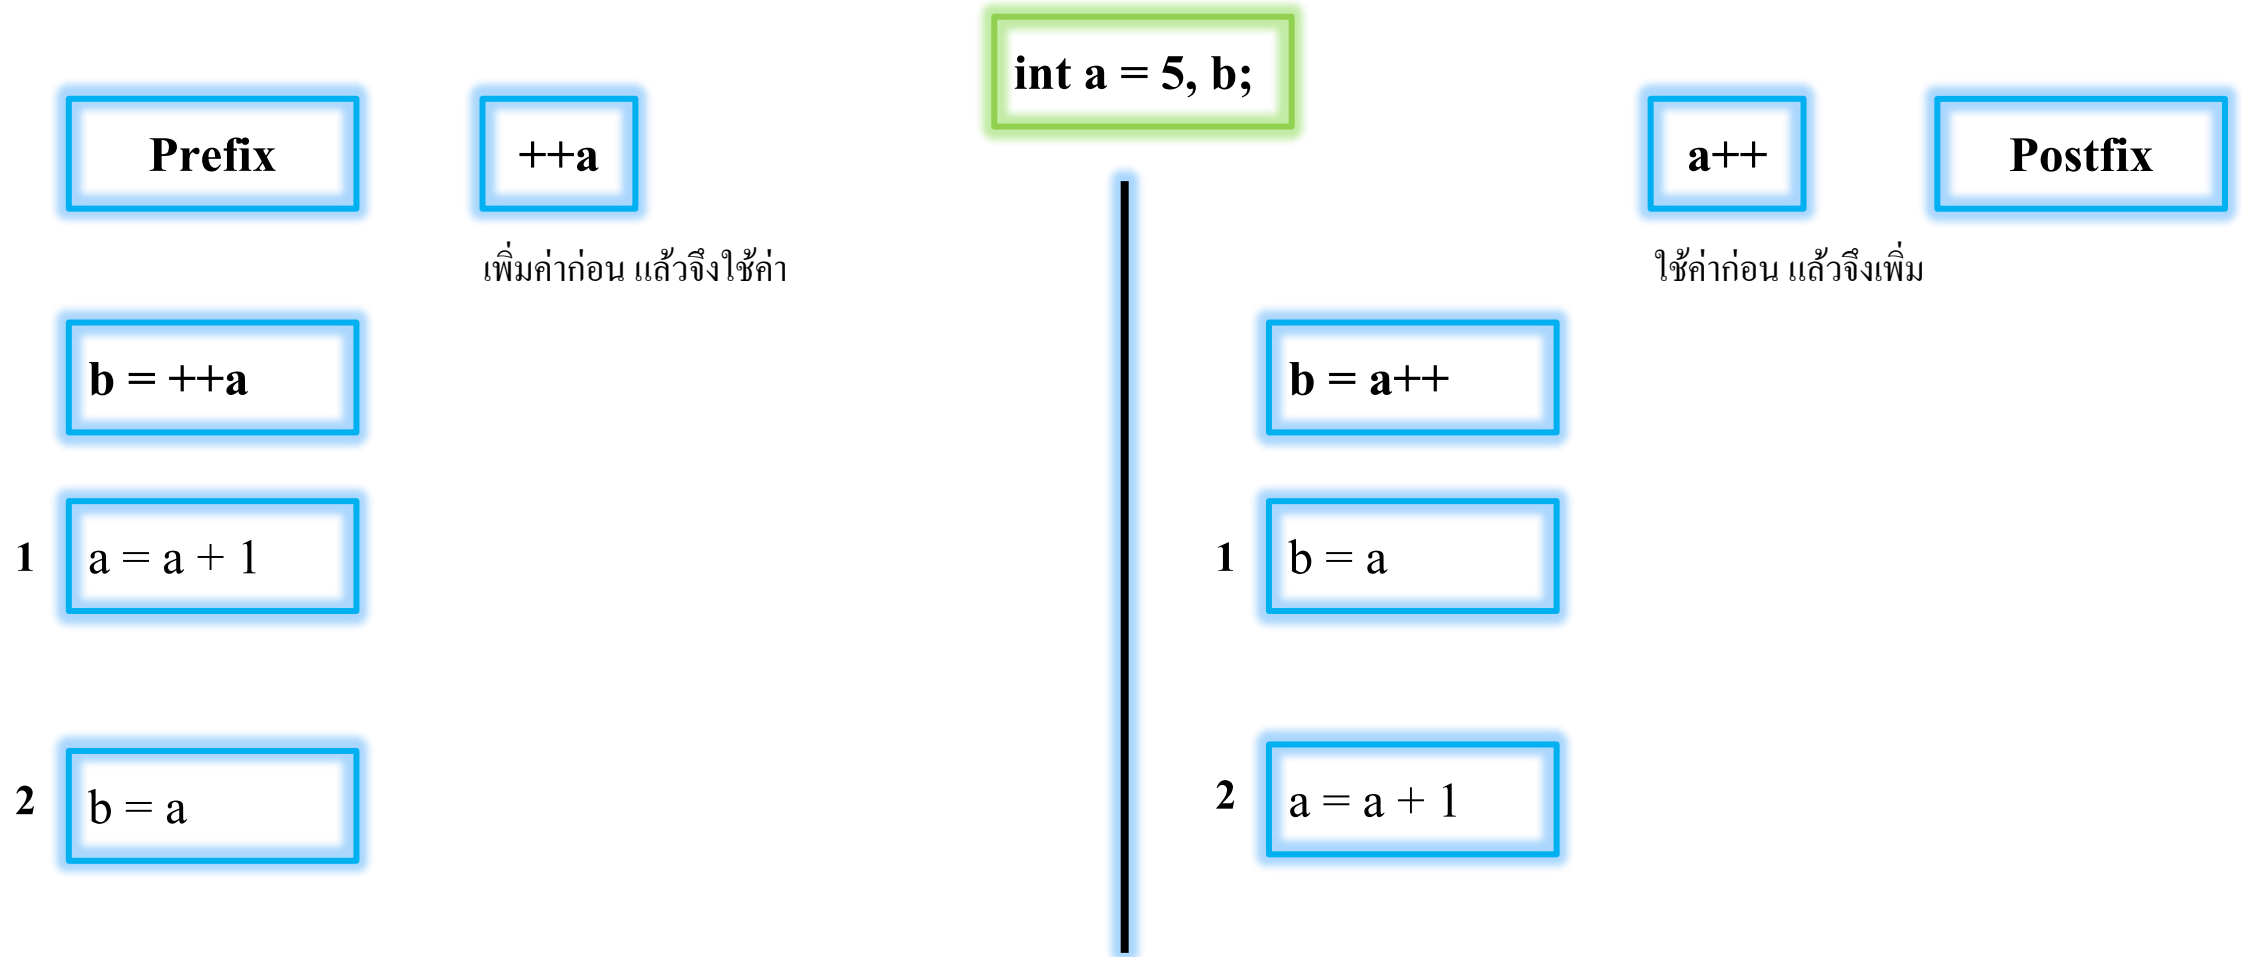 int a = 5, b;
Prefix
++a
เพิ่มค่าก่อน แล้วจึงใช้ค่า
b = ++a
1
a = a + 1
2
b = a
a++
Postfix
ใช้ค่าก่อน แล้วจึงเพิ่ม
b = a++
1
b = a
2
a = a + 1